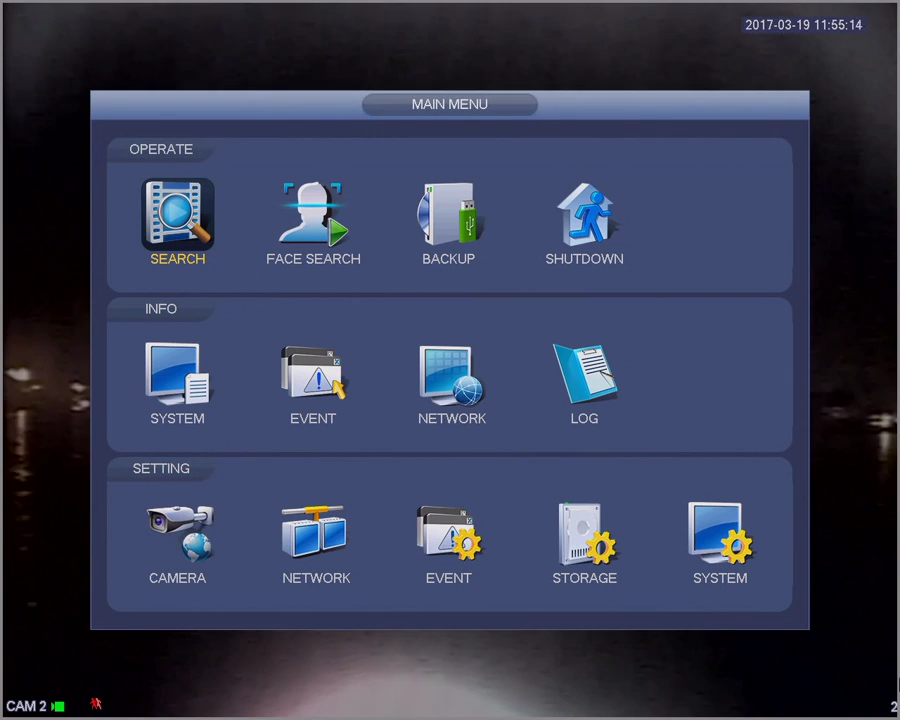 2017-03-19 11:55:14
MAIN MENU
OPERATE
SEARCH
FACE SEARCH
BACKUP
SHUTDOWN
INFO
SYSTEM
EVENT
NETWORK
LOG
SETTING
CAMERA
NETWORK
EVENT
STORAGE
SYSTEM
CAM 2
2